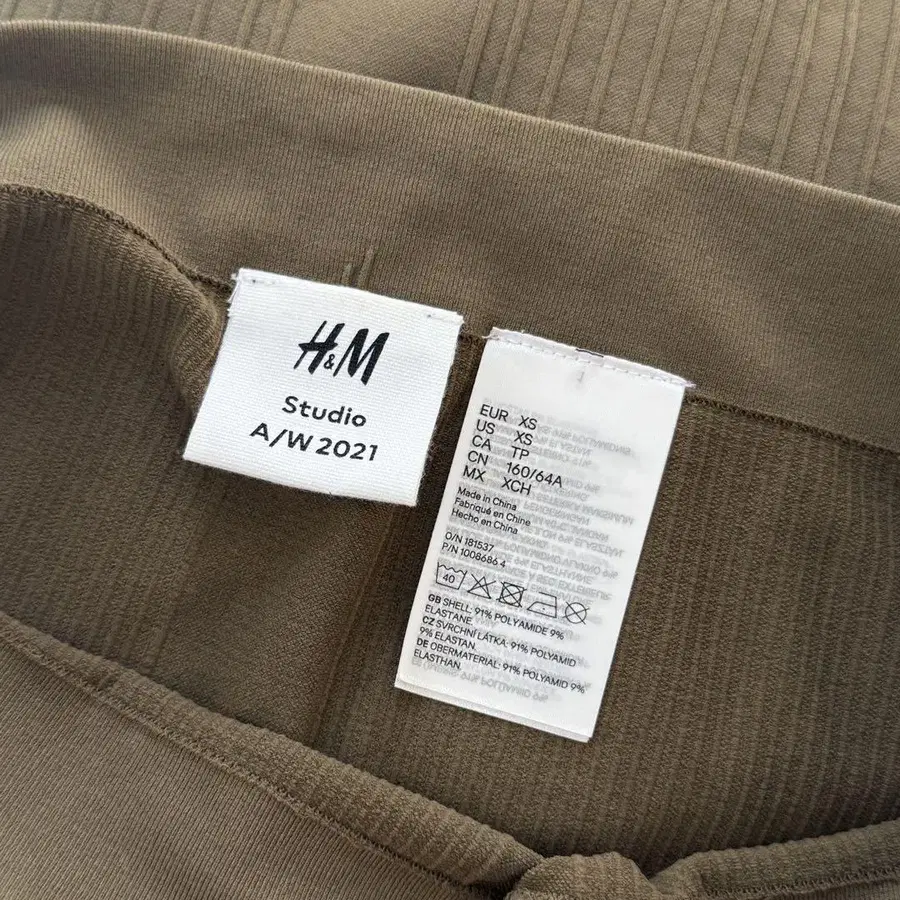 H&M
Studio
A/W 2021
EUR XS
US XS
CA TP
CN 160/64A
MX XCH
Made in China
Fabriqué en Chine
Hecho en China
O/N 181537
P/N 1008686 4
40
GB SHELL: 91% POLYAMIDE 9%
ELASTANE.
CZ SVRCHNÍ LÁTKA: 91% POLYAMID
9% ELASTAN.
DE OBERMATERIAL: 91% POLYAMID 9%
ELASTHAN.